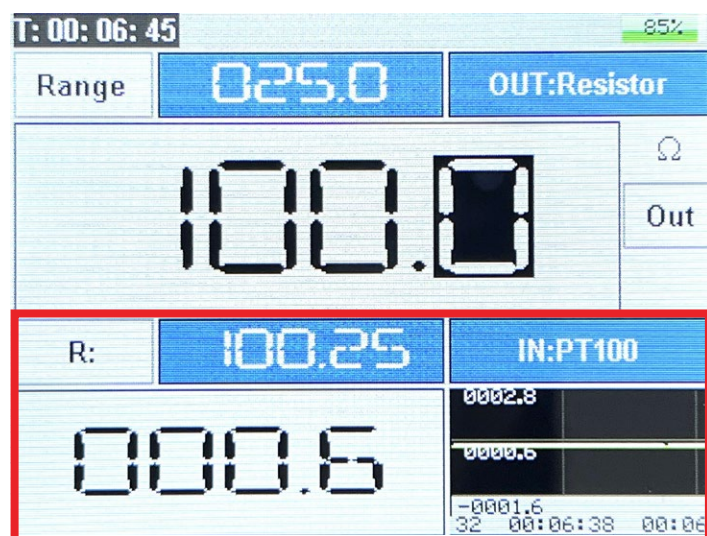 T: 00: 06: 45 85%
Range 025.0 OUT:Resistor
Ω
100.0
Out
R: 100.25 IN:PT100
0002.8
000.6
0000.6
-0001.6
32 00:06:38 00:06